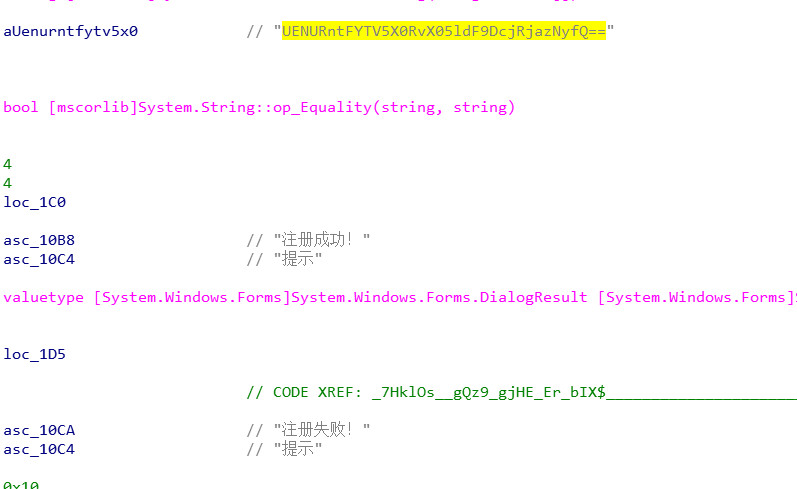 aUenurntfytv5x0 // "UENURntFYTV5X0RvX05ldF9DcjRjazNyfQ=="
bool [mscorlib]System.String::op_Equality(string, string)
4
4
loc_1C0
asc_10B8 // "注册成功！"
asc_10C4 // "提示"
valuetype [System.Windows.Forms]System.Windows.Forms.DialogResult [System.Windows.Forms]S
loc_1D5
// CODE XREF: _7HklOs__gQz9_gjHE_Er_bIX$_____________________
asc_10CA // "注册失败！"
asc_10C4 // "提示"
0x10